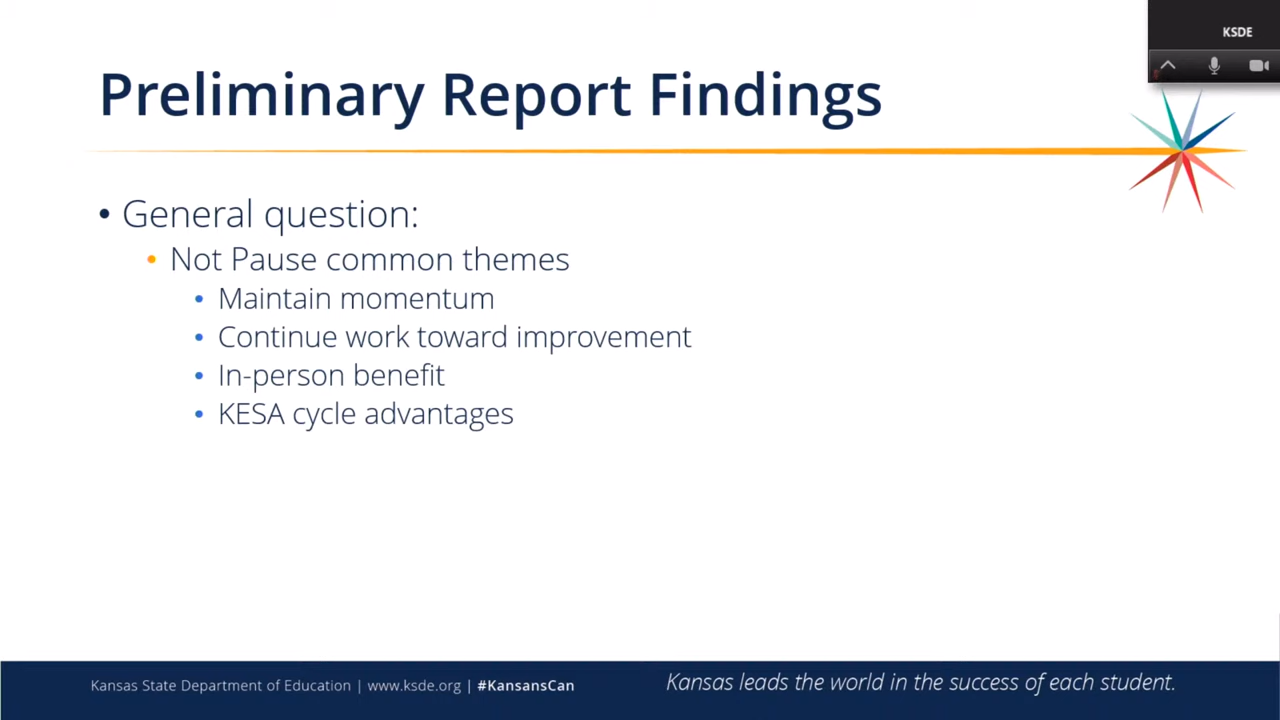 KSDE
Preliminary Report Findings
• General question:
• Not Pause common themes
• Maintain momentum
• Continue work toward improvement
• In-person benefit
• KESA cycle advantages
Kansas State Department of Education | www.ksde.org | #KansansCan
Kansas leads the world in the success of each student.